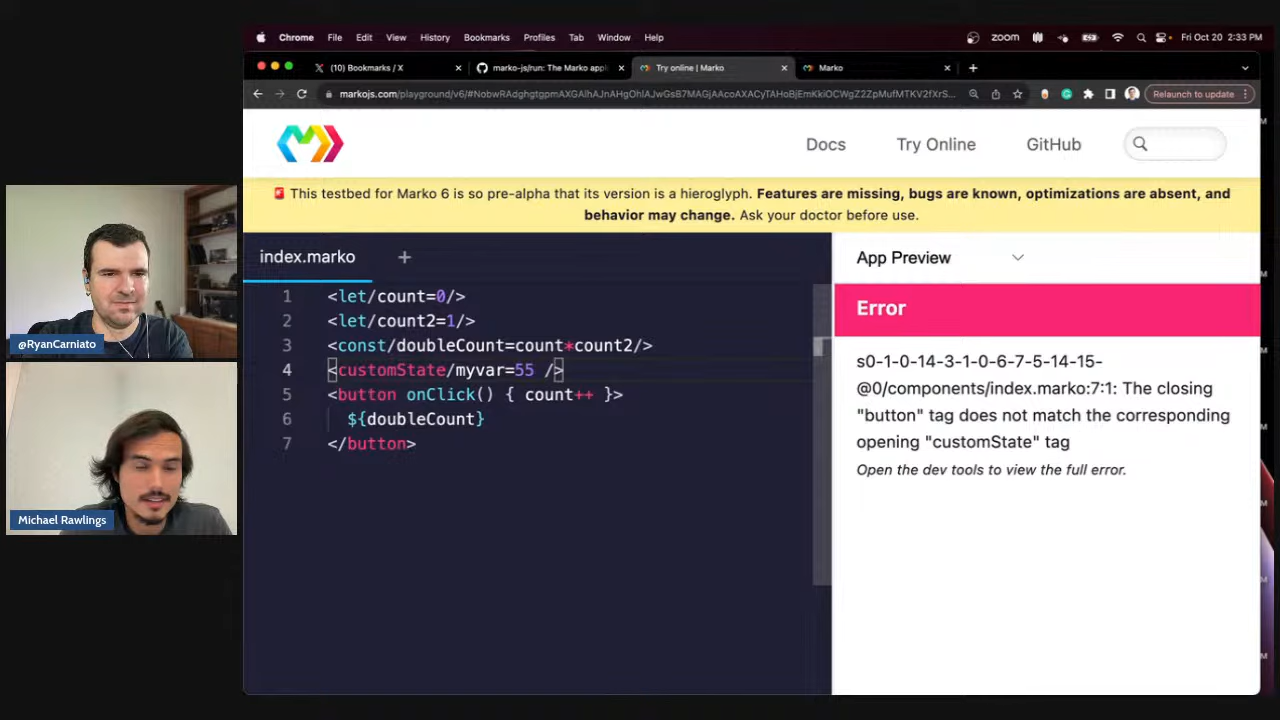 Chrome File Edit View History Bookmarks Profiles Tab Window Help zoom Fri Oct 20 2:33 PM
(10) Bookmarks / X marko-js/run: The Marko appl Try online | Marko Marko
Relaunch to update
Docs Try Online GitHub
This testbed for Marko 6 is so pre-alpha that its version is a hieroglyph. Features are missing, bugs are known, optimizations are absent, and
behavior may change. Ask your doctor before use.
index.marko
App Preview
1 <let/count=0/>
2 <let/count2=1/>
3 <const/doubleCount=count*count2/>
4 <customState/myvar=55 />
5 <button onClick() { count++ }>
6 ${doubleCount}
7 </button>
Error
s0-1-0-14-3-1-0-6-7-5-14-15-
@0/components/index.marko:7:1: The closing
"button" tag does not match the corresponding
opening "customState" tag
Open the dev tools to view the full error.
@RyanCarniato
Michael Rawlings